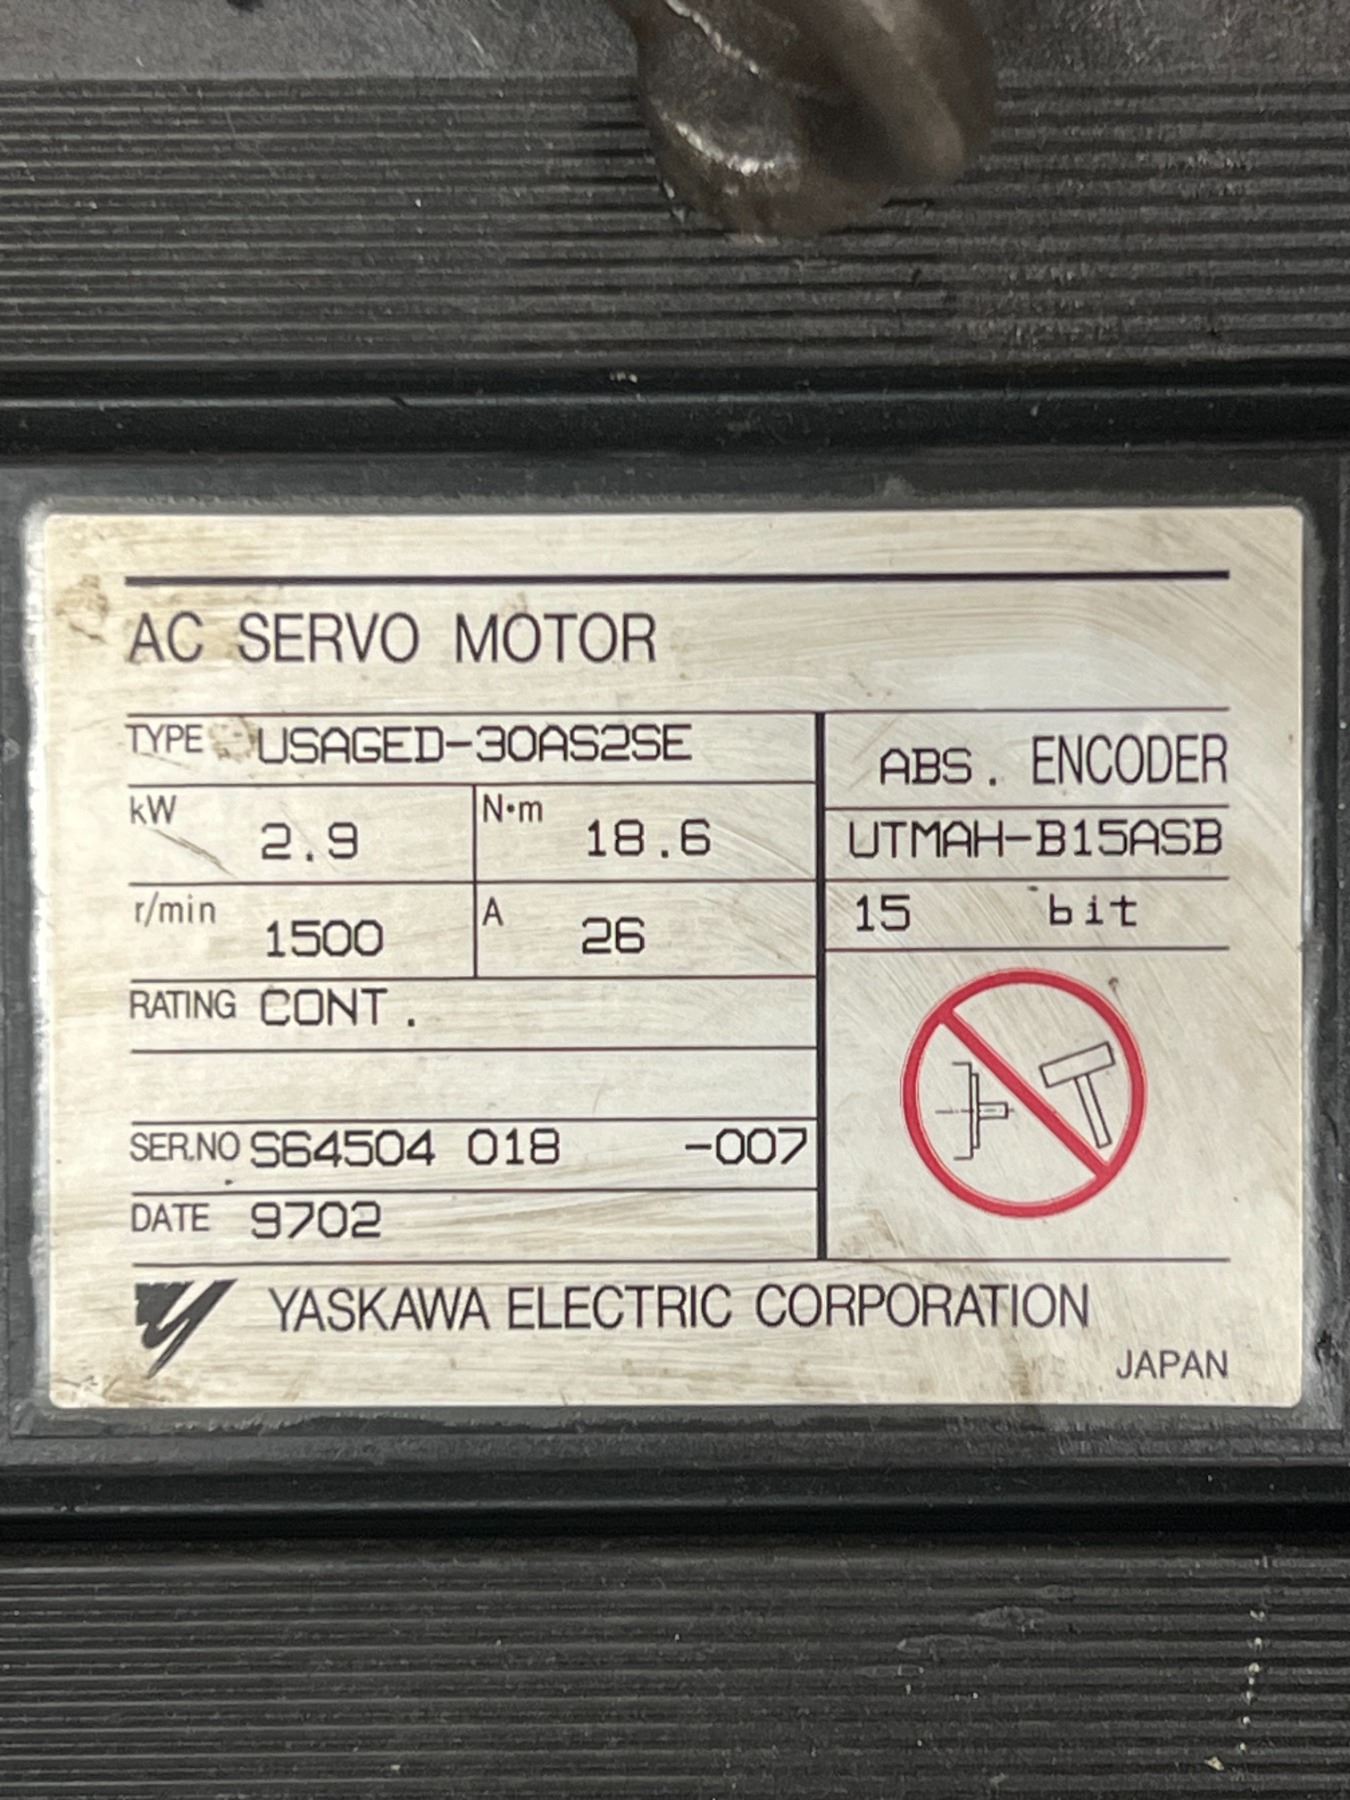 AC SERVO MOTOR
TYPE USAGED-30AS2SE
kW 2.9 N·m 18.6
r/min 1500 A 26
RATING CONT.
SER.NO S64504 018 -007
DATE 9702
ABS. ENCODER
UTMAH-B15ASB
15 bit
YASKAWA ELECTRIC CORPORATION
JAPAN